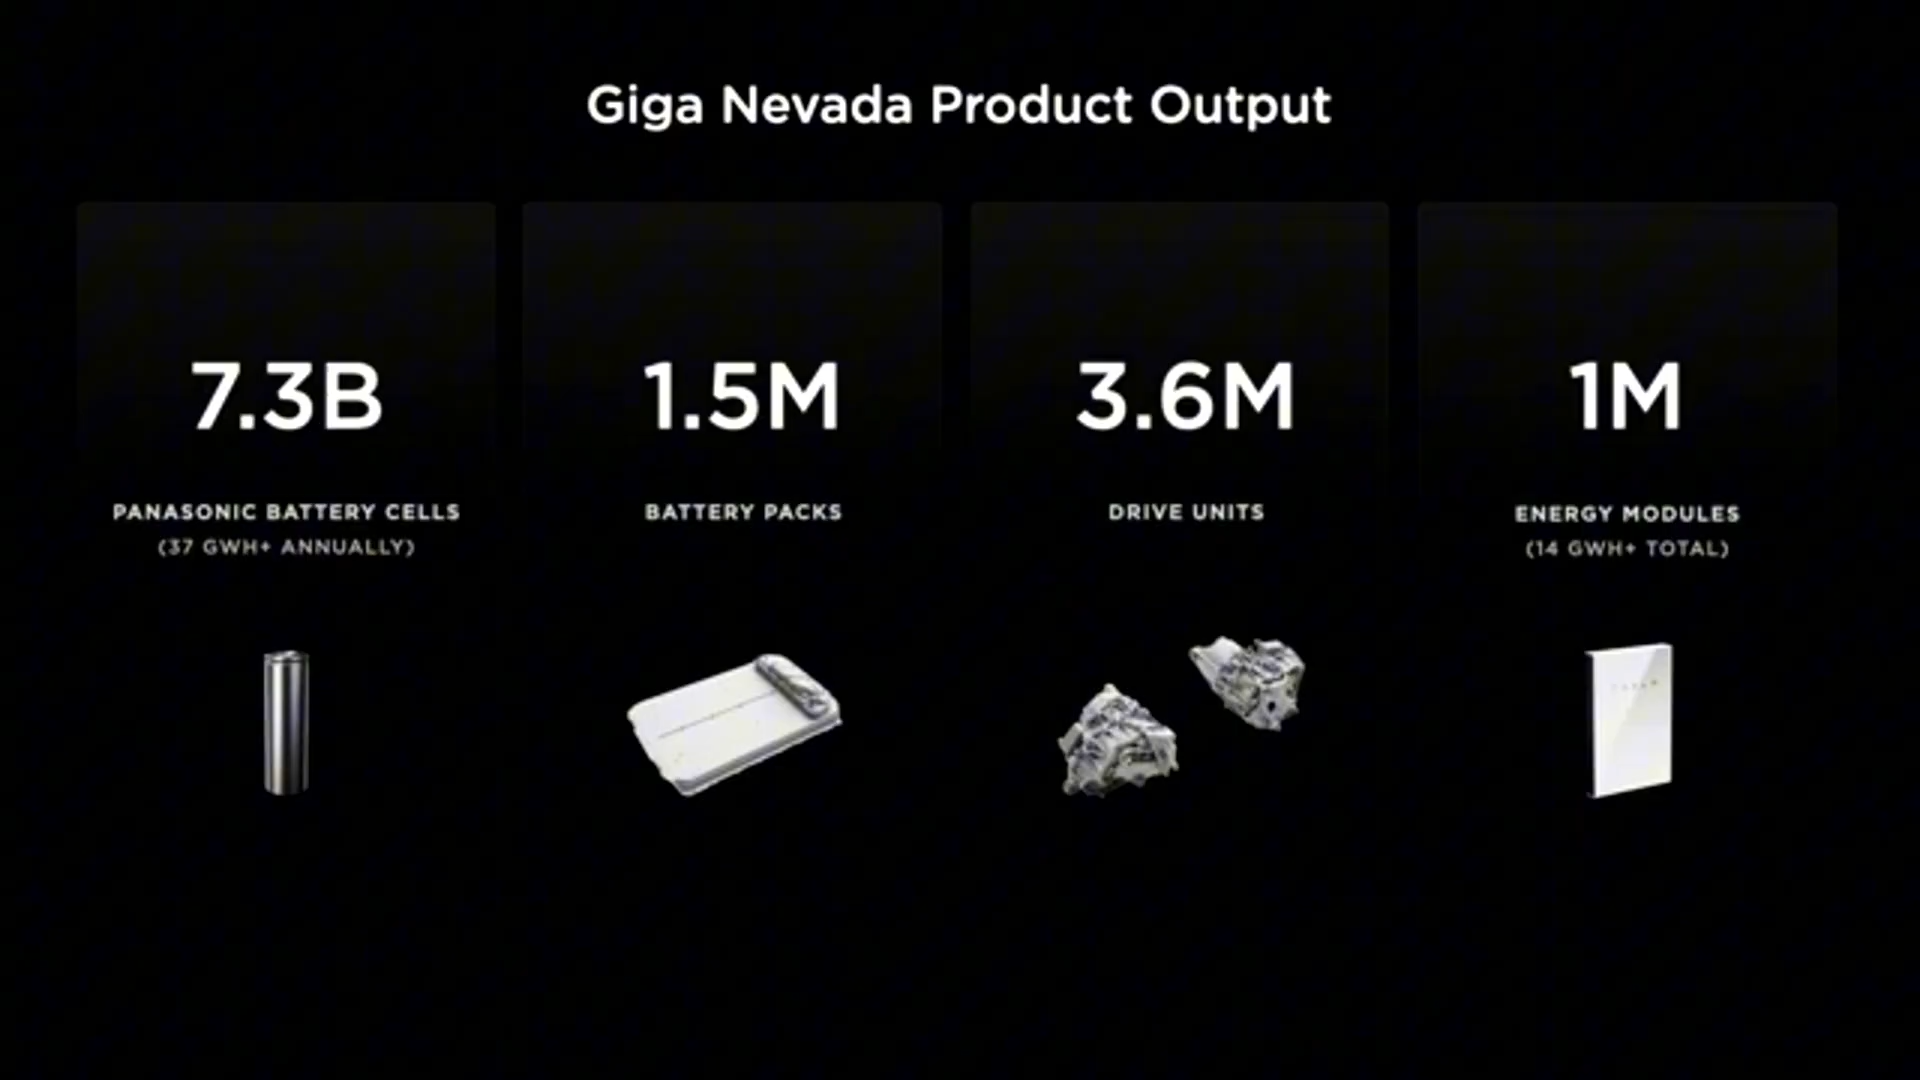 Giga Nevada Product Output
7.3B
PANASONIC BATTERY CELLS
(37 GWH+ ANNUALLY)
1.5M
BATTERY PACKS
3.6M
DRIVE UNITS
1M
ENERGY MODULES
(14 GWH+ TOTAL)